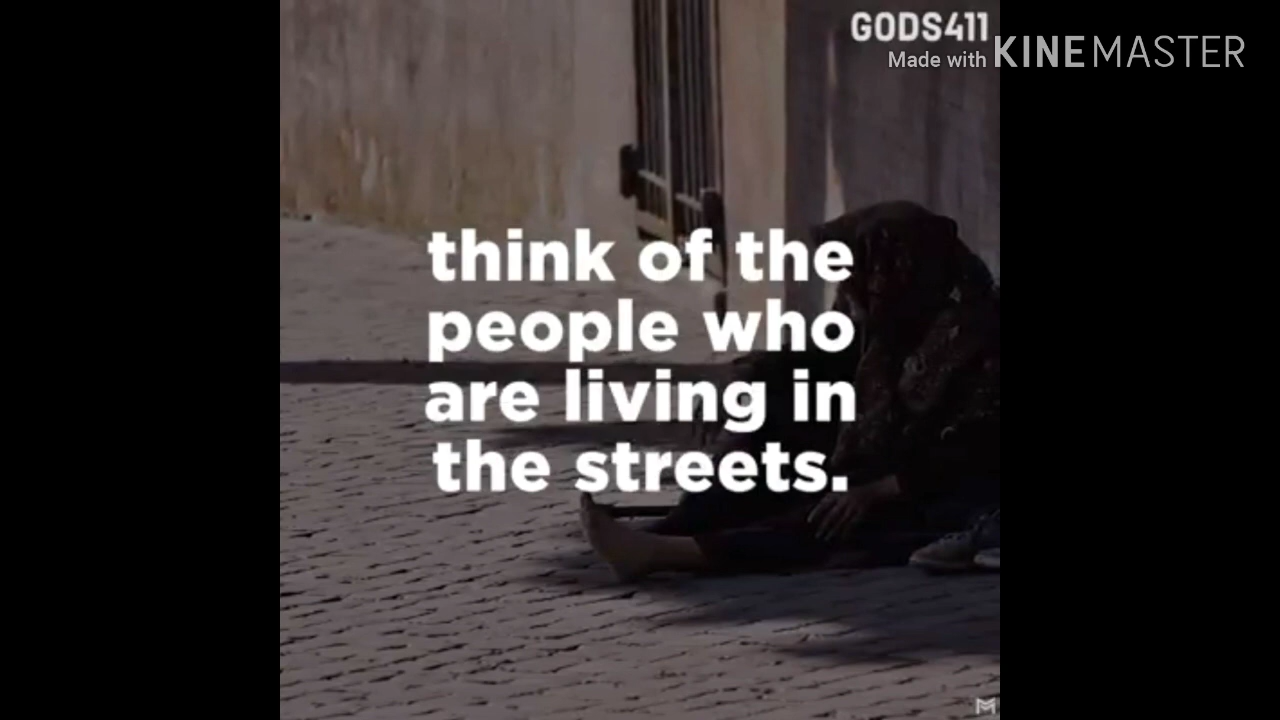 GODS411
Made with KINEMASTER
think of the
people who
are living in
the streets.